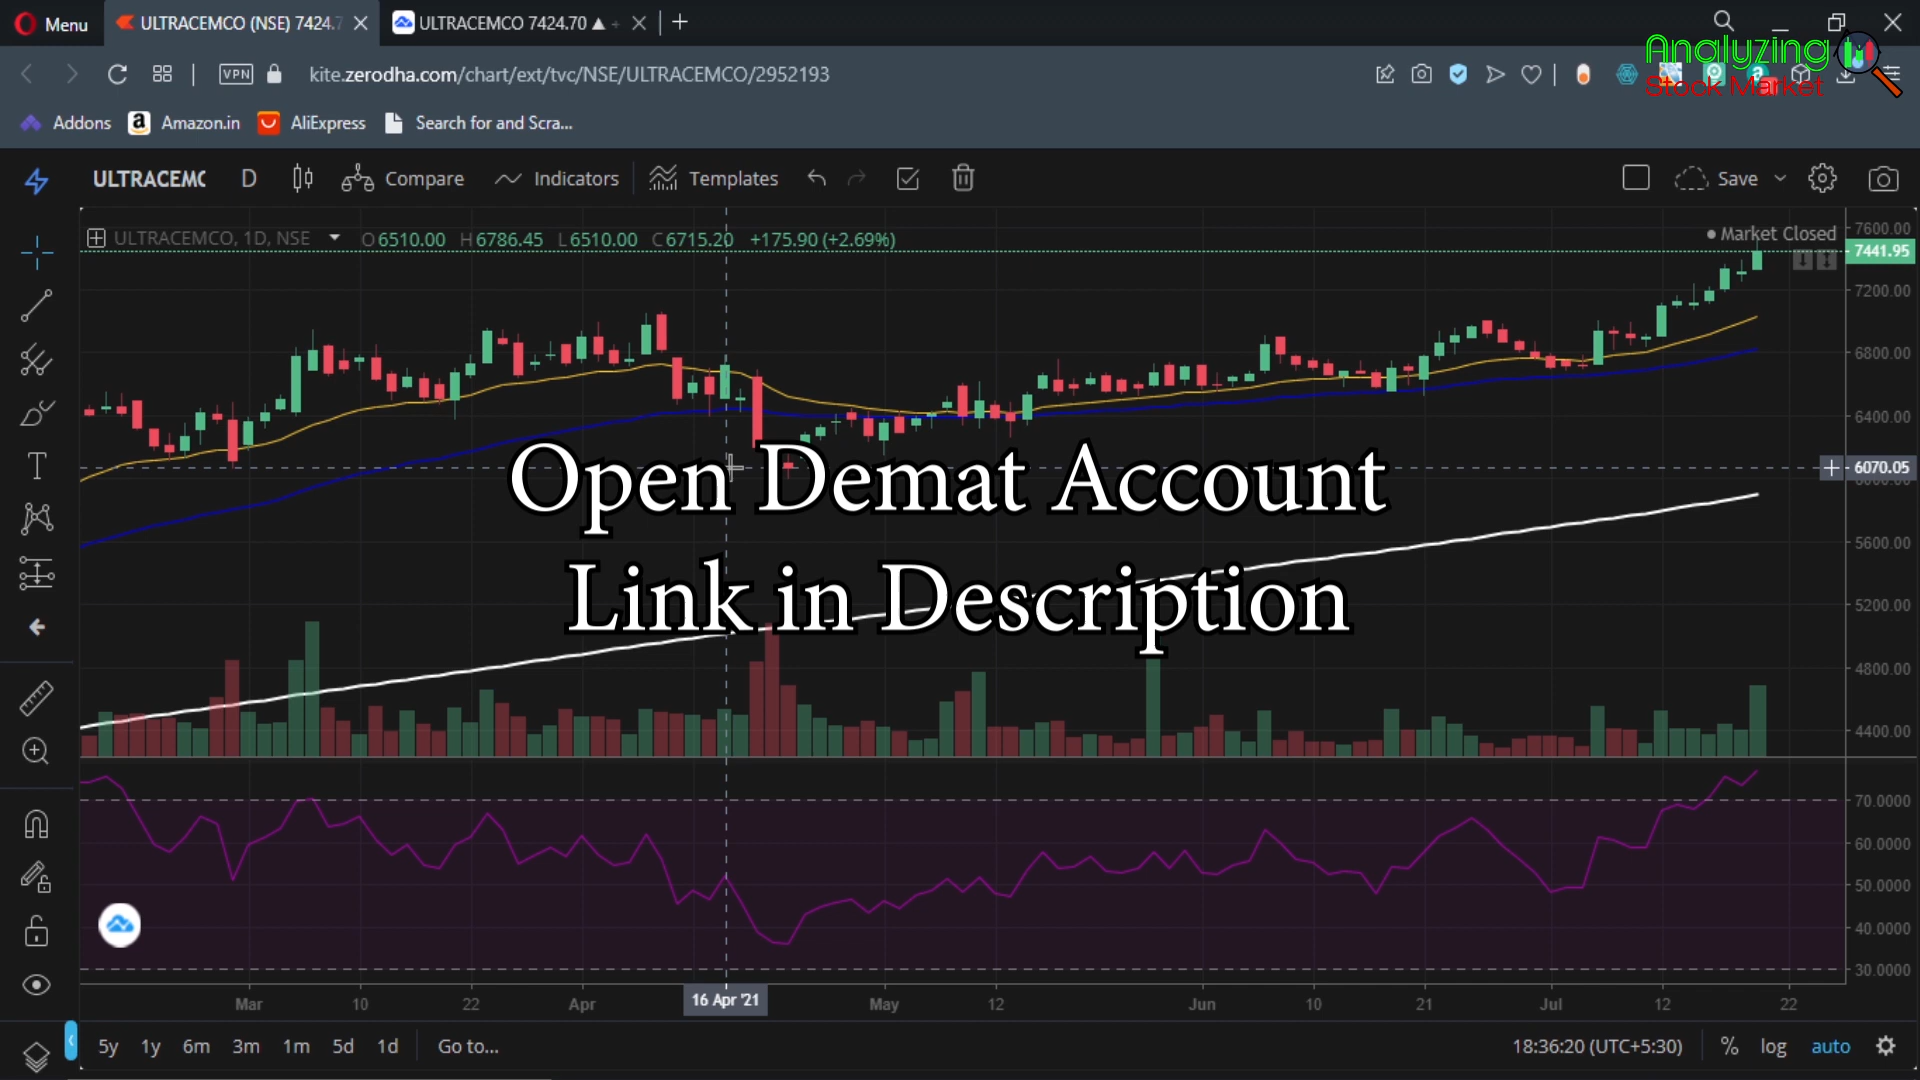 Menu
ULTRACEMCO (NSE) 7424.7
ULTRACEMCO 7424.70 ▲ +
Analyzing
Stock Market
VPN
kite.zerodha.com/chart/ext/tvc/NSE/ULTRACEMCO/2952193
Addons
Amazon.in
AliExpress
Search for and Scra...
ULTRACEMC
D
Compare
Indicators
Templates
Save
ULTRACEMCO, 1D, NSE
O6510.00 H6786.45 L6510.00 C6715.20 +175.90 (+2.69%)
Market Closed
7600.00
7441.95
7200.00
6800.00
6400.00
6070.05
Open Demat Account
Link in Description
5600.00
5200.00
4800.00
4400.00
70.0000
60.0000
50.0000
40.0000
30.0000
Mar 10 22 Apr 16 Apr '21 May 12 Jun 10 21 Jul 12 22
5y 1y 6m 3m 1m 5d 1d Go to... 18:36:20 (UTC+5:30) % log auto